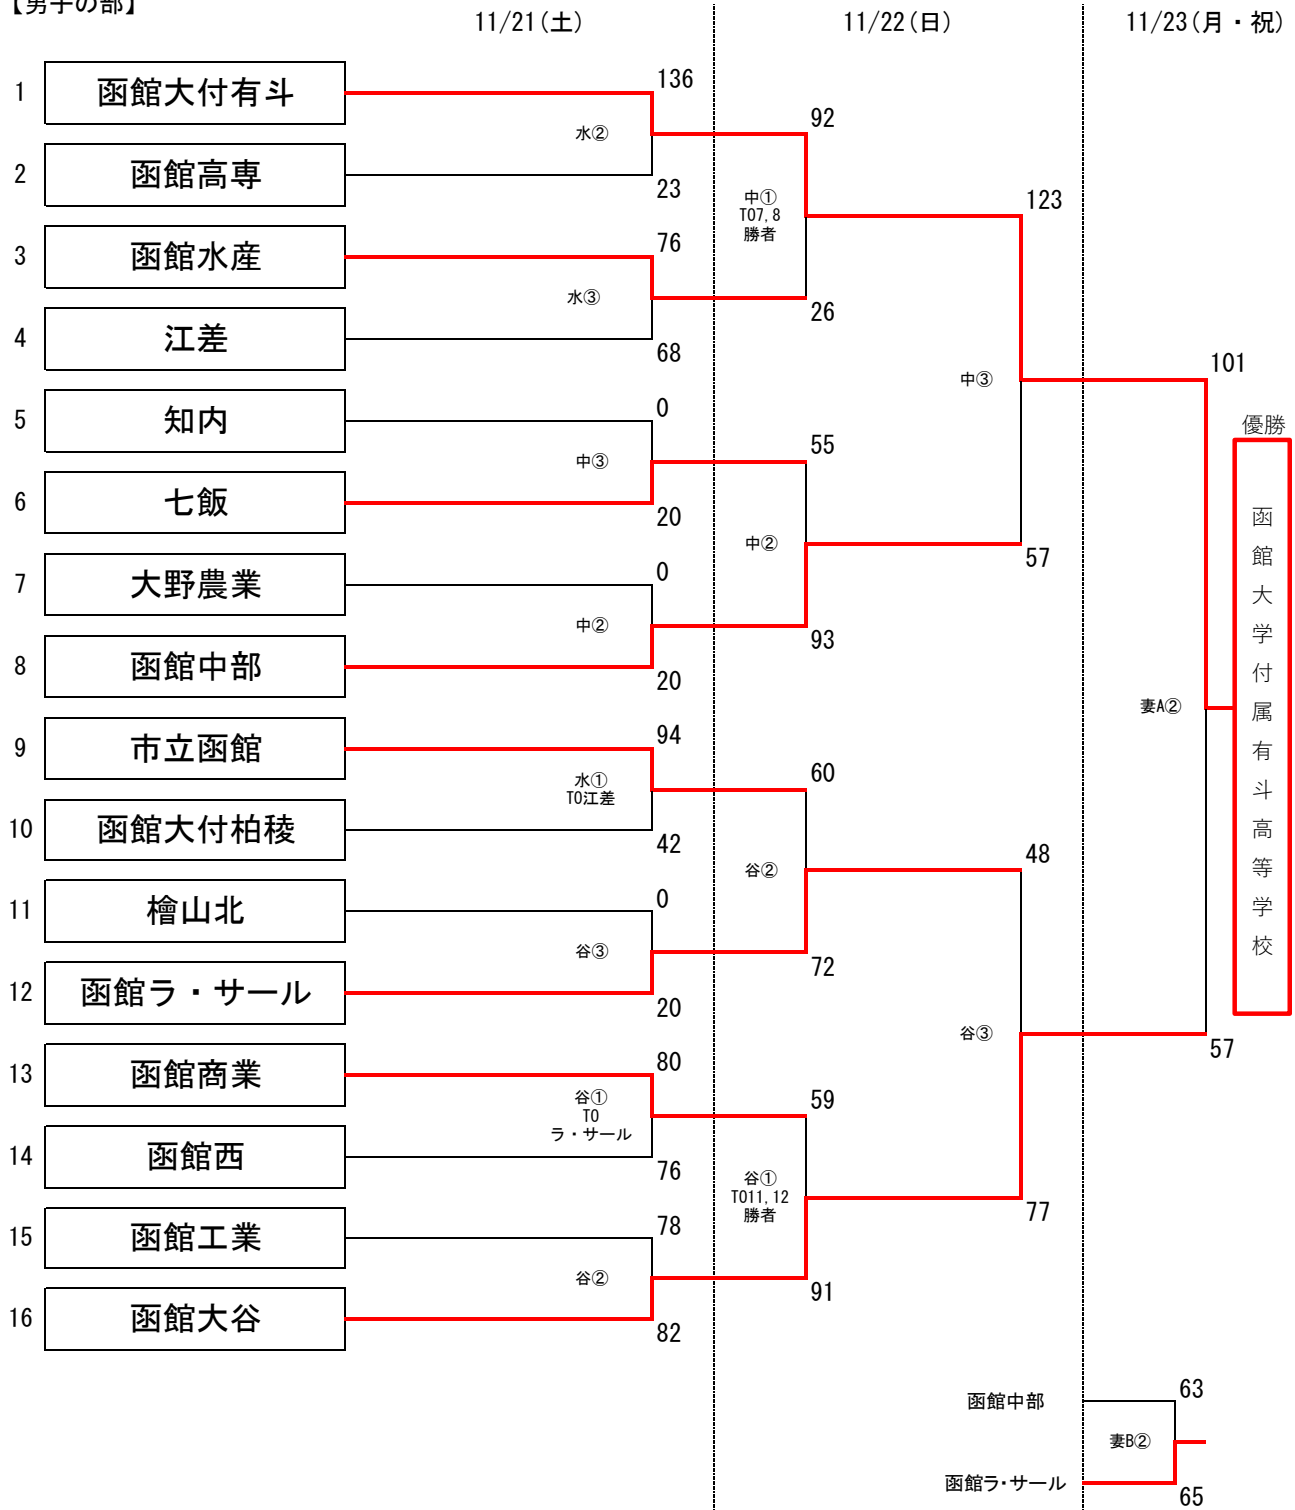 【男子の部】
11/21(土)
11/22(日)
11/23(月・祝)
1
函館大付有斗
136
水②
2
函館高専
23
92
中①
TO7,8
勝者
3
函館水産
76
水③
4
江差
68
26
123
中③
5
知内
0
中③
6
七飯
20
55
中②
7
大野農業
0
中②
8
函館中部
20
93
57
101
優勝
函館大学付属有斗高等学校
妻A②
9
市立函館
94
水①
TO江差
10
函館大付柏稜
42
60
谷②
11
檜山北
0
谷③
12
函館ラ・サール
20
72
48
谷③
13
函館商業
80
谷①
TO
ラ・サール
14
函館西
76
59
谷①
TO11,12
勝者
15
函館工業
78
谷②
16
函館大谷
82
91
77
57
函館中部
63
妻B②
函館ラ・サール
65